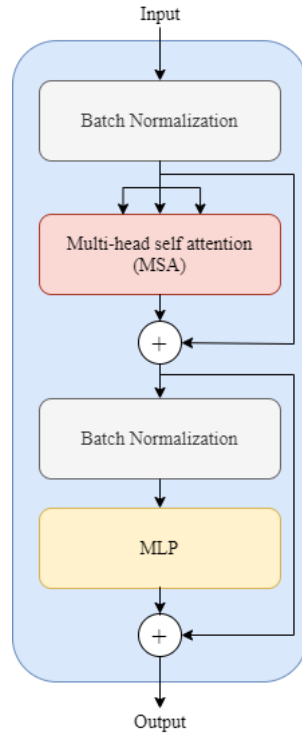 Input
Batch Normalization
Multi-head self attention
(MSA)
+
Batch Normalization
MLP
+
Output